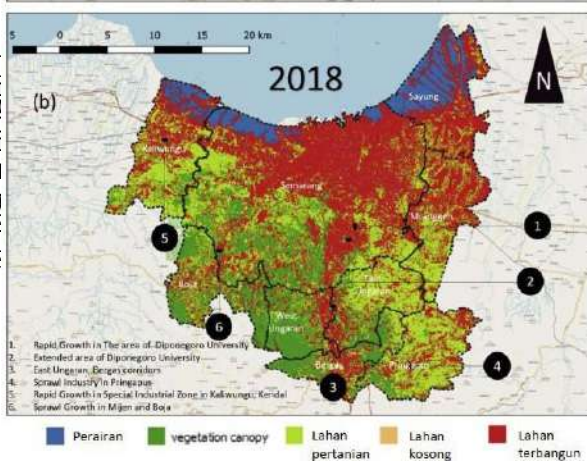 5 0 5 10 15 20 km
2018
N
(b)
Sayung
Kaliwungu
Semarang
Mranggen
1
5
2
East Ungaran
Boja
6
West Ungaran
Bergas
Pringapus
4
3
1. Rapid Growth in The area of Diponegoro University
2. Extended area of Diponegoro University
3. East Ungaran, Bergas corridors
4. Sprawl Industry in Pringapus
5. Rapid Growth in Special Industrial Zone in Kaliwungu, Kendal
6. Sprawl Growth in Mijen and Boja
Perairan
vegetation canopy
Lahan pertanian
Lahan kosong
Lahan terbangun